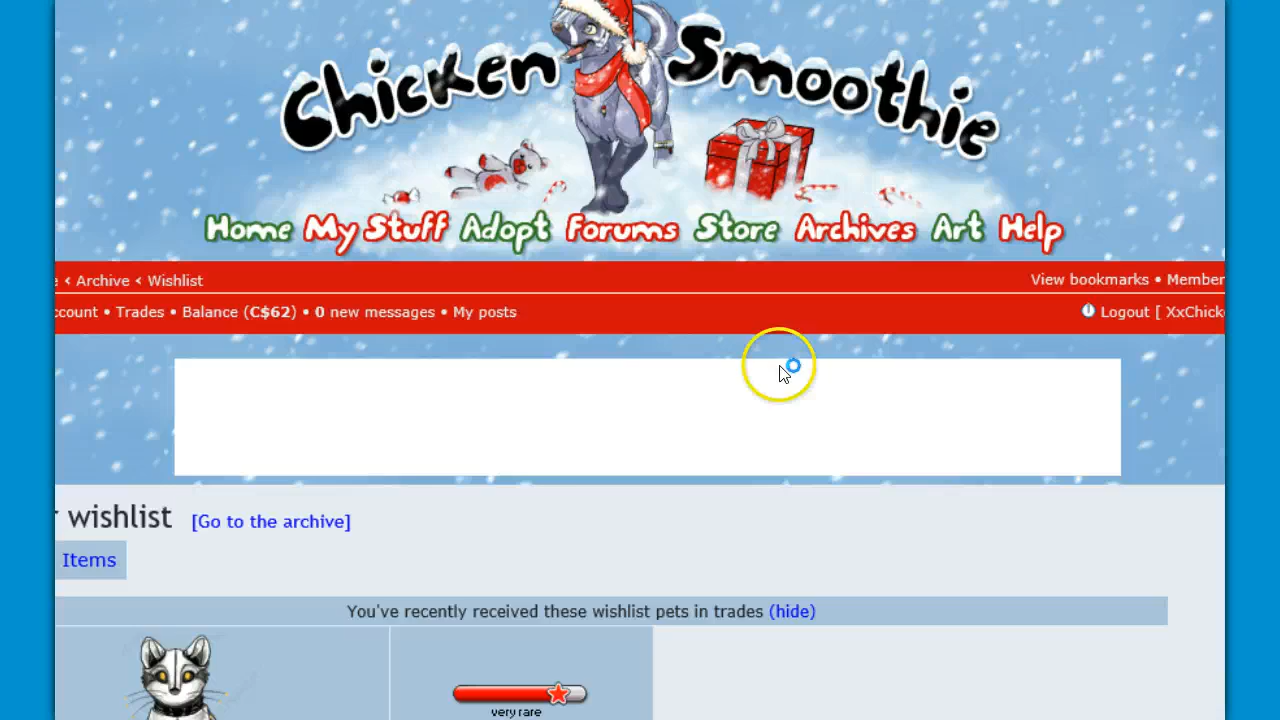 Chicken Smoothie
Home My Stuff Adopt Forums Store Archives Art Help
‹ Archive ‹ Wishlist
View bookmarks • Member
ccount • Trades • Balance (C$62) • 0 new messages • My posts
Logout [ XxChick
wishlist [Go to the archive]
Items
You've recently received these wishlist pets in trades (hide)
very rare